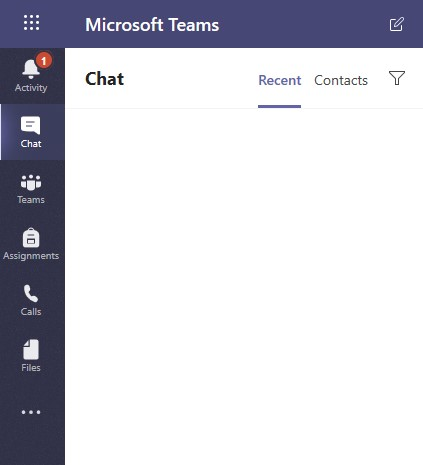 Microsoft Teams
1
Activity
Chat
Teams
Assignments
Calls
Files
Chat
Recent Contacts